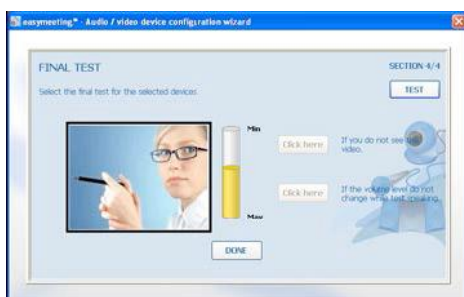 easymeeting* - Audio / video device configuration wizard
FINAL TEST
SECTION 4/4
Select the final test for the selected devices
TEST
Min
Click here
If you do not see the
video.
Click here
If the volume level do not
change while test speaking.
Max
DONE